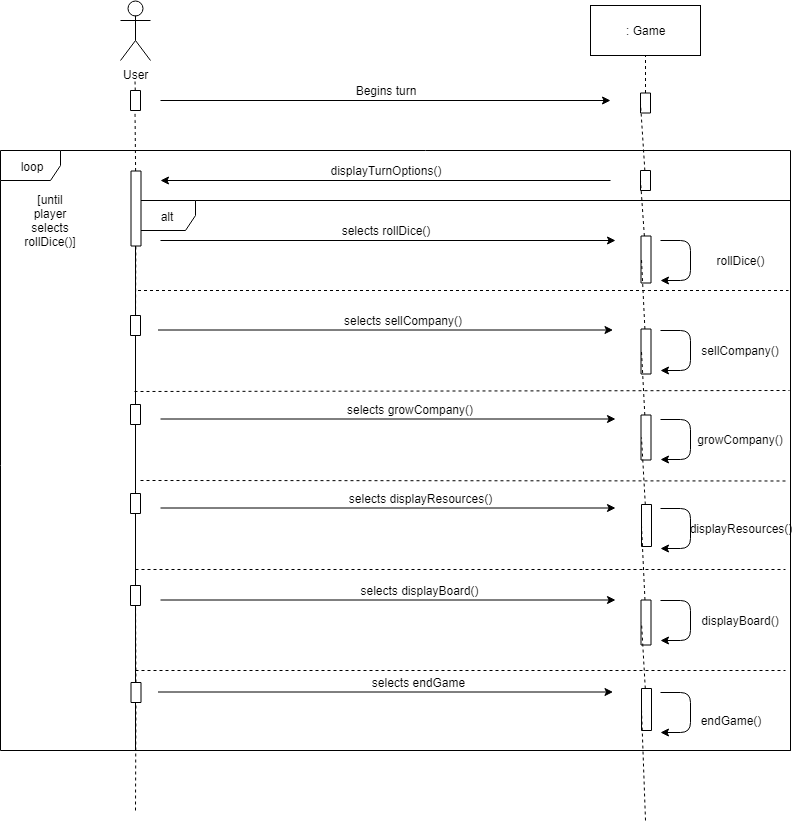 User
: Game
Begins turn
loop
displayTurnOptions()
[until
player
selects
rollDice()]
alt
selects rollDice()
rollDice()
selects sellCompany()
sellCompany()
selects growCompany()
growCompany()
selects displayResources()
displayResources()
selects displayBoard()
displayBoard()
selects endGame
endGame()